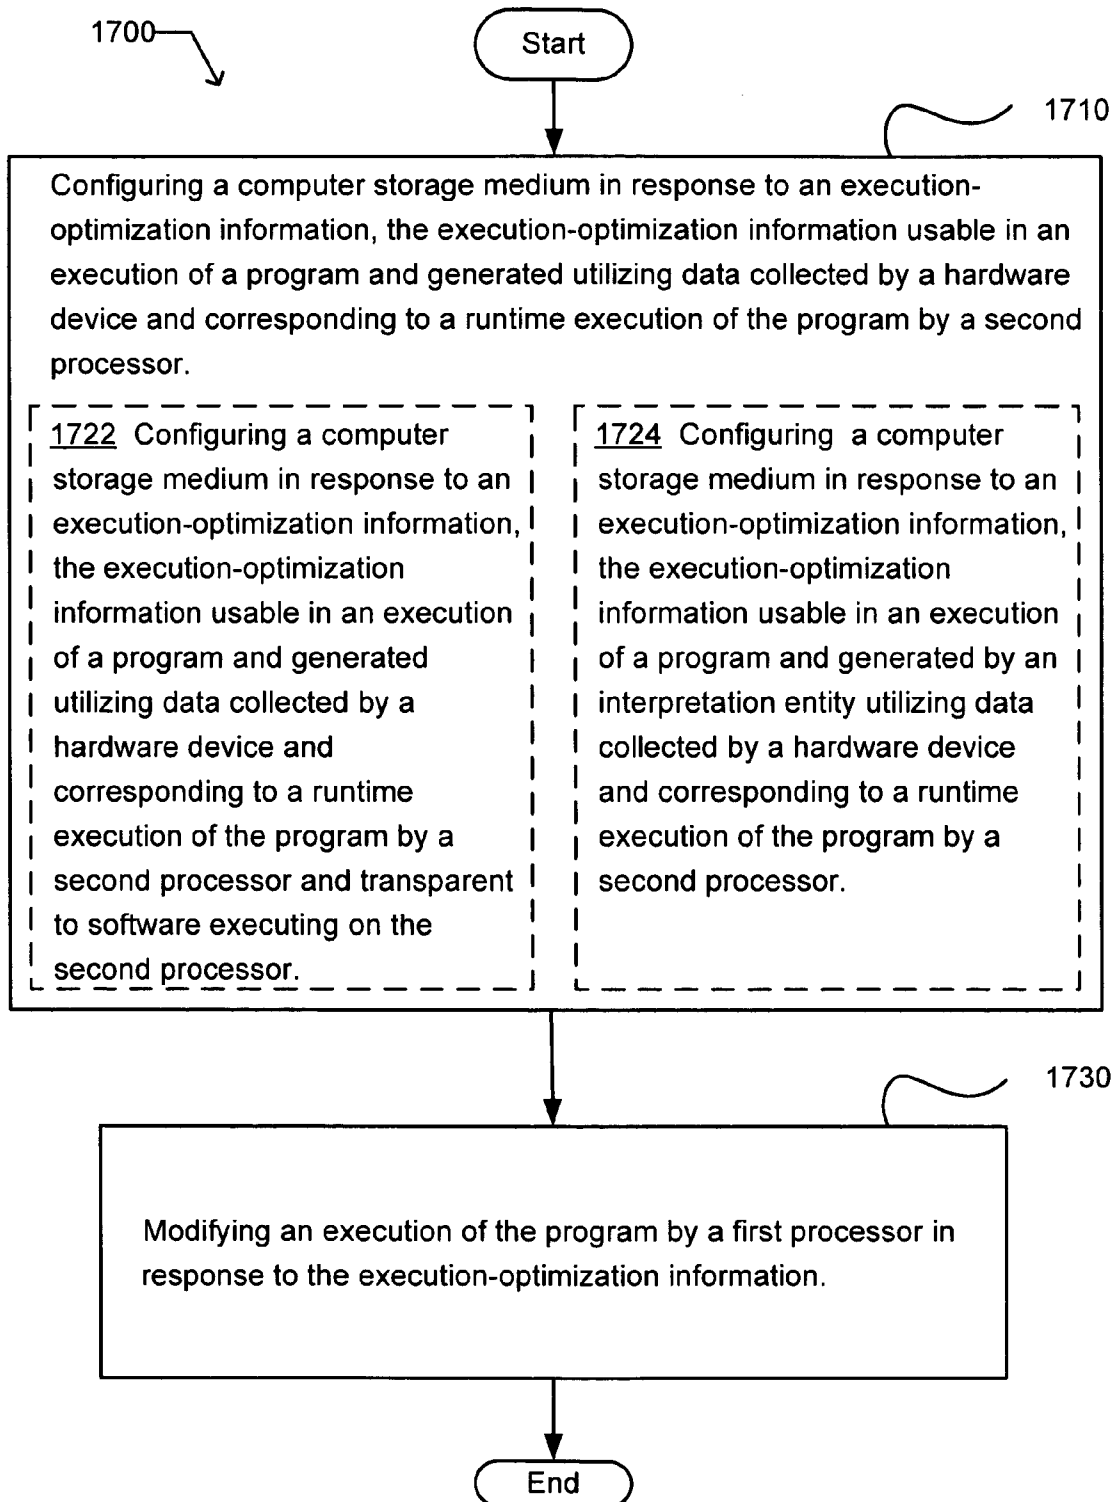 1700
Start
1710
Configuring a computer storage medium in response to an execution-
optimization information, the execution-optimization information usable in an
execution of a program and generated utilizing data collected by a hardware
device and corresponding to a runtime execution of the program by a second
processor.
1722 Configuring a computer
storage medium in response to an
execution-optimization information,
the execution-optimization
information usable in an execution
of a program and generated
utilizing data collected by a
hardware device and
corresponding to a runtime
execution of the program by a
second processor and transparent
to software executing on the
second processor.
1724 Configuring a computer
storage medium in response to an
execution-optimization information,
the execution-optimization
information usable in an execution
of a program and generated by an
interpretation entity utilizing data
collected by a hardware device
and corresponding to a runtime
execution of the program by a
second processor.
1730
Modifying an execution of the program by a first processor in
response to the execution-optimization information.
End